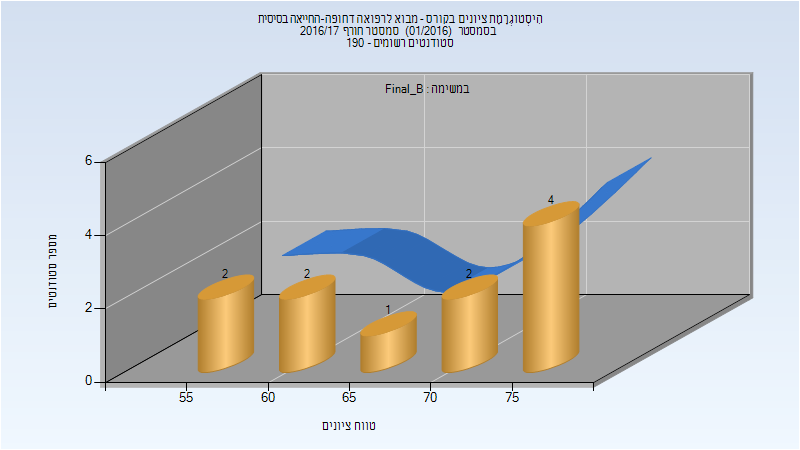 היסטוגרמת ציונים בקורס - מבוא לרפואה דחופה-החייאה בסיסית
בסמסטר (01/2016) סמסטר חורף 2016/17
סטודנטים רשומים - 190
במשימה : Final_B
מספר סטודנטים
6
4
2
0
2
2
1
2
4
55
60
65
70
75
טווח ציונים